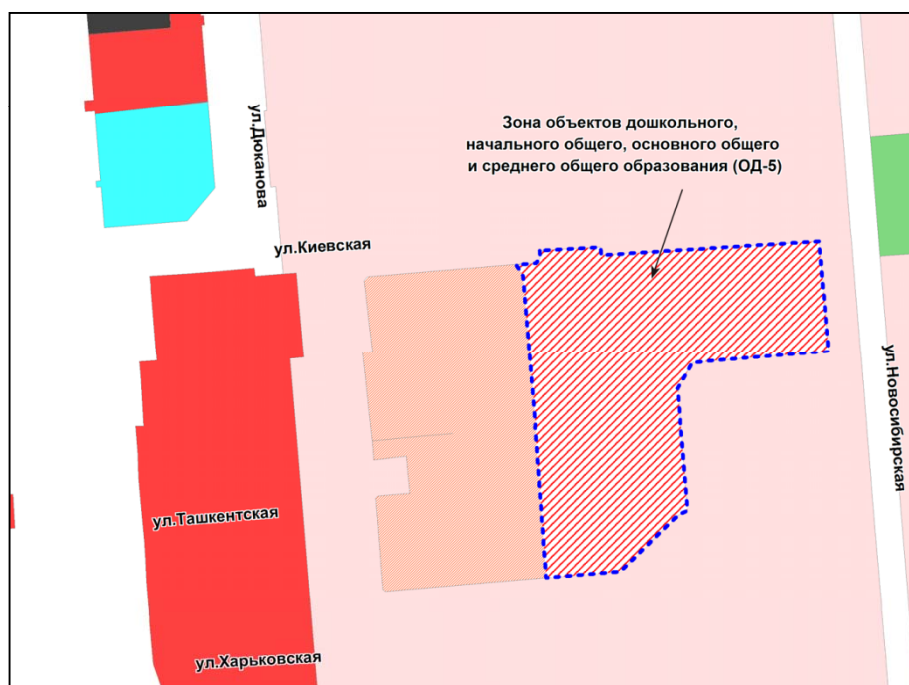 ул.Дюканова
Зона объектов дошкольного,
начального общего, основного общего
и среднего общего образования (ОД-5)
ул.Киевская
ул.Новосибирская
ул.Ташкентская
ул.Харьковская